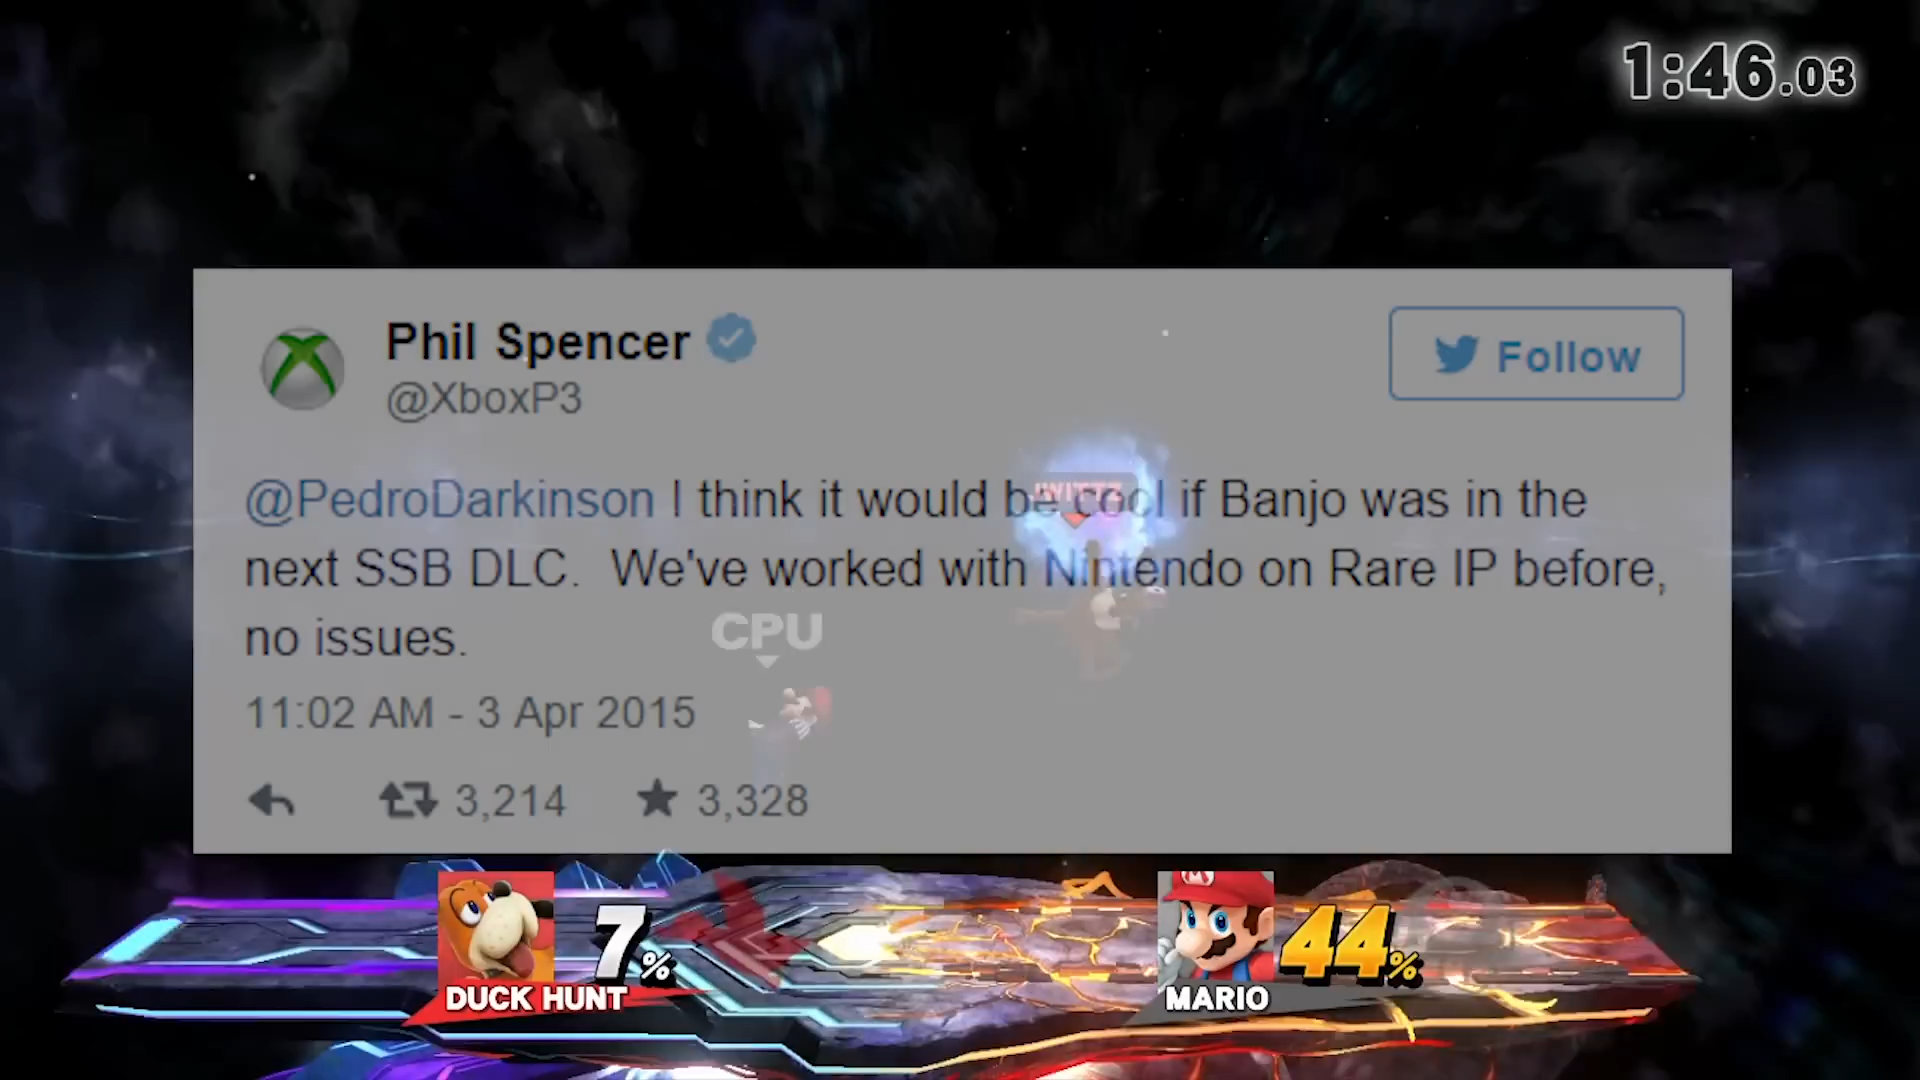 1:46.03
Phil Spencer
@XboxP3
Follow
@PedroDarkinson I think it would be cool if Banjo was in the
next SSB DLC. We've worked with Nintendo on Rare IP before,
no issues.
CPU
11:02 AM - 3 Apr 2015
3,214 3,328
7% 44%
DUCK HUNT MARIO